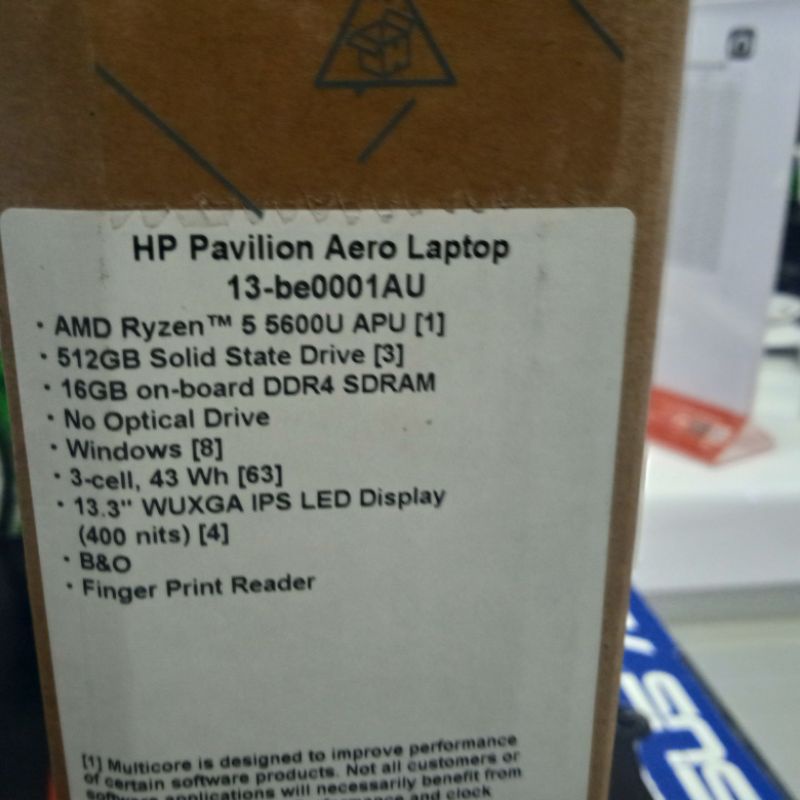 HP Pavilion Aero Laptop
13-be0001AU
· AMD Ryzen™ 5 5600U APU [1]
· 512GB Solid State Drive [3]
· 16GB on-board DDR4 SDRAM
· No Optical Drive
· Windows [8]
· 3-cell, 43 Wh [63]
· 13.3" WUXGA IPS LED Display
(400 nits) [4]
· B&O
· Finger Print Reader
[1] Multicore is designed to improve performance
of certain software products. Not all customers or
software applications will necessarily benefit from
and clock